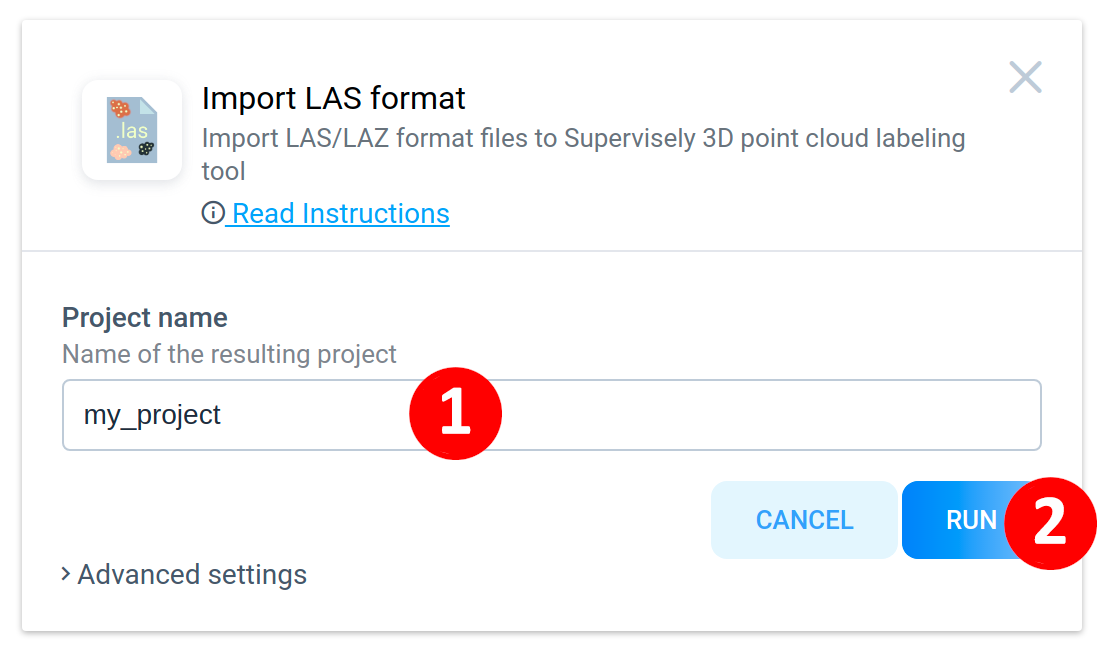 Import LAS format
.las
Import LAS/LAZ format files to Supervisely 3D point cloud labeling
tool
Read Instructions
Project name
Name of the resulting project
my_project
1
CANCEL
RUN
2
Advanced settings